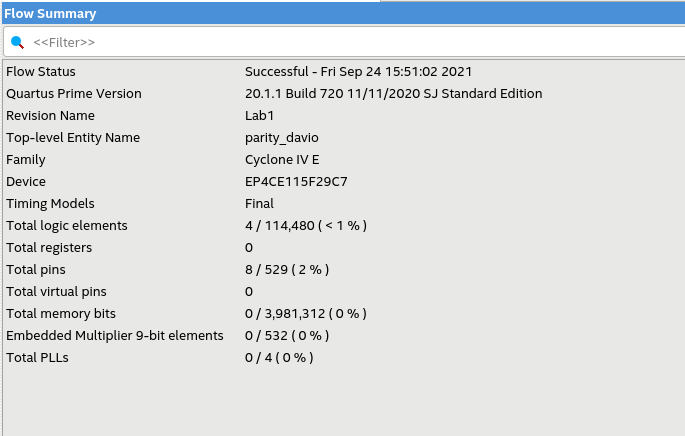 Flow Summary
<<Filter>>
Flow Status Successful - Fri Sep 24 15:51:02 2021
Quartus Prime Version 20.1.1 Build 720 11/11/2020 SJ Standard Edition
Revision Name Lab1
Top-level Entity Name parity_davio
Family Cyclone IV E
Device EP4CE115F29C7
Timing Models Final
Total logic elements 4 / 114,480 ( < 1 % )
Total registers 0
Total pins 8 / 529 ( 2 % )
Total virtual pins 0
Total memory bits 0 / 3,981,312 ( 0 % )
Embedded Multiplier 9-bit elements 0 / 532 ( 0 % )
Total PLLs 0 / 4 ( 0 % )